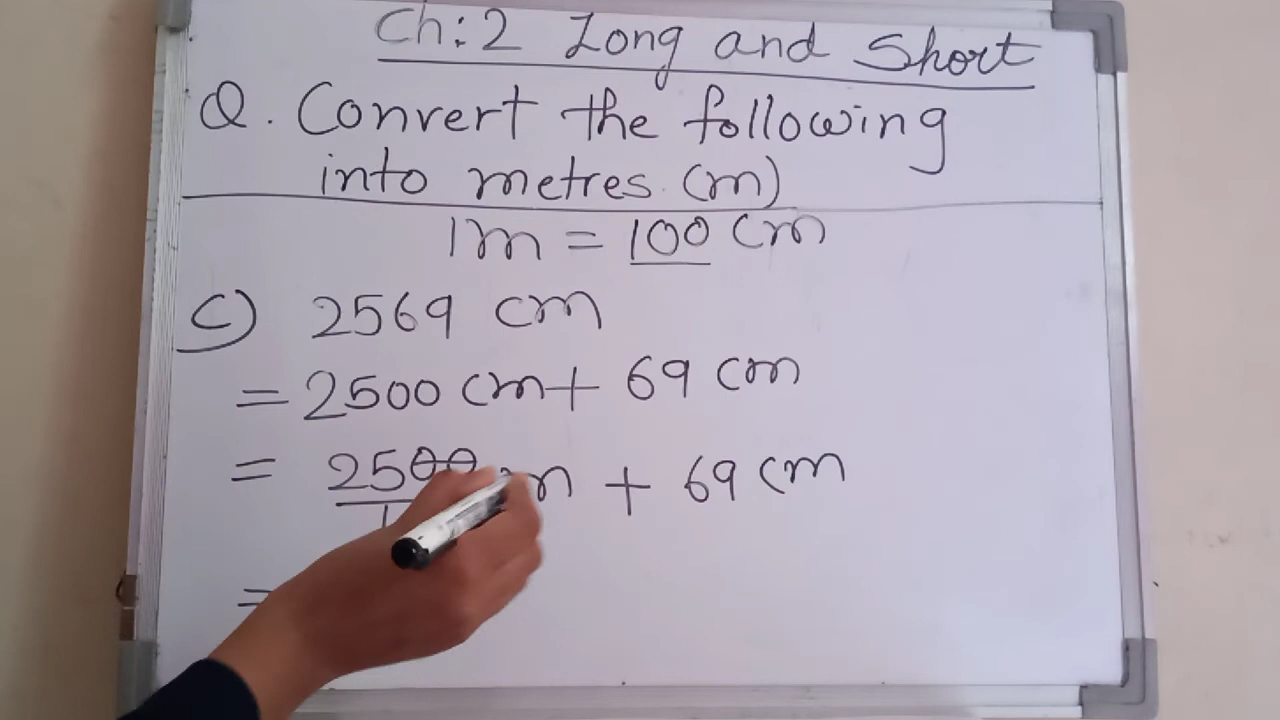 Ch: 2 Long and Short
Q. Convert the following
into metres. (m)
1m = 100 cm
C) 2569 cm
= 2500 cm + 69 cm
= 2500 m + 69 cm
1
=